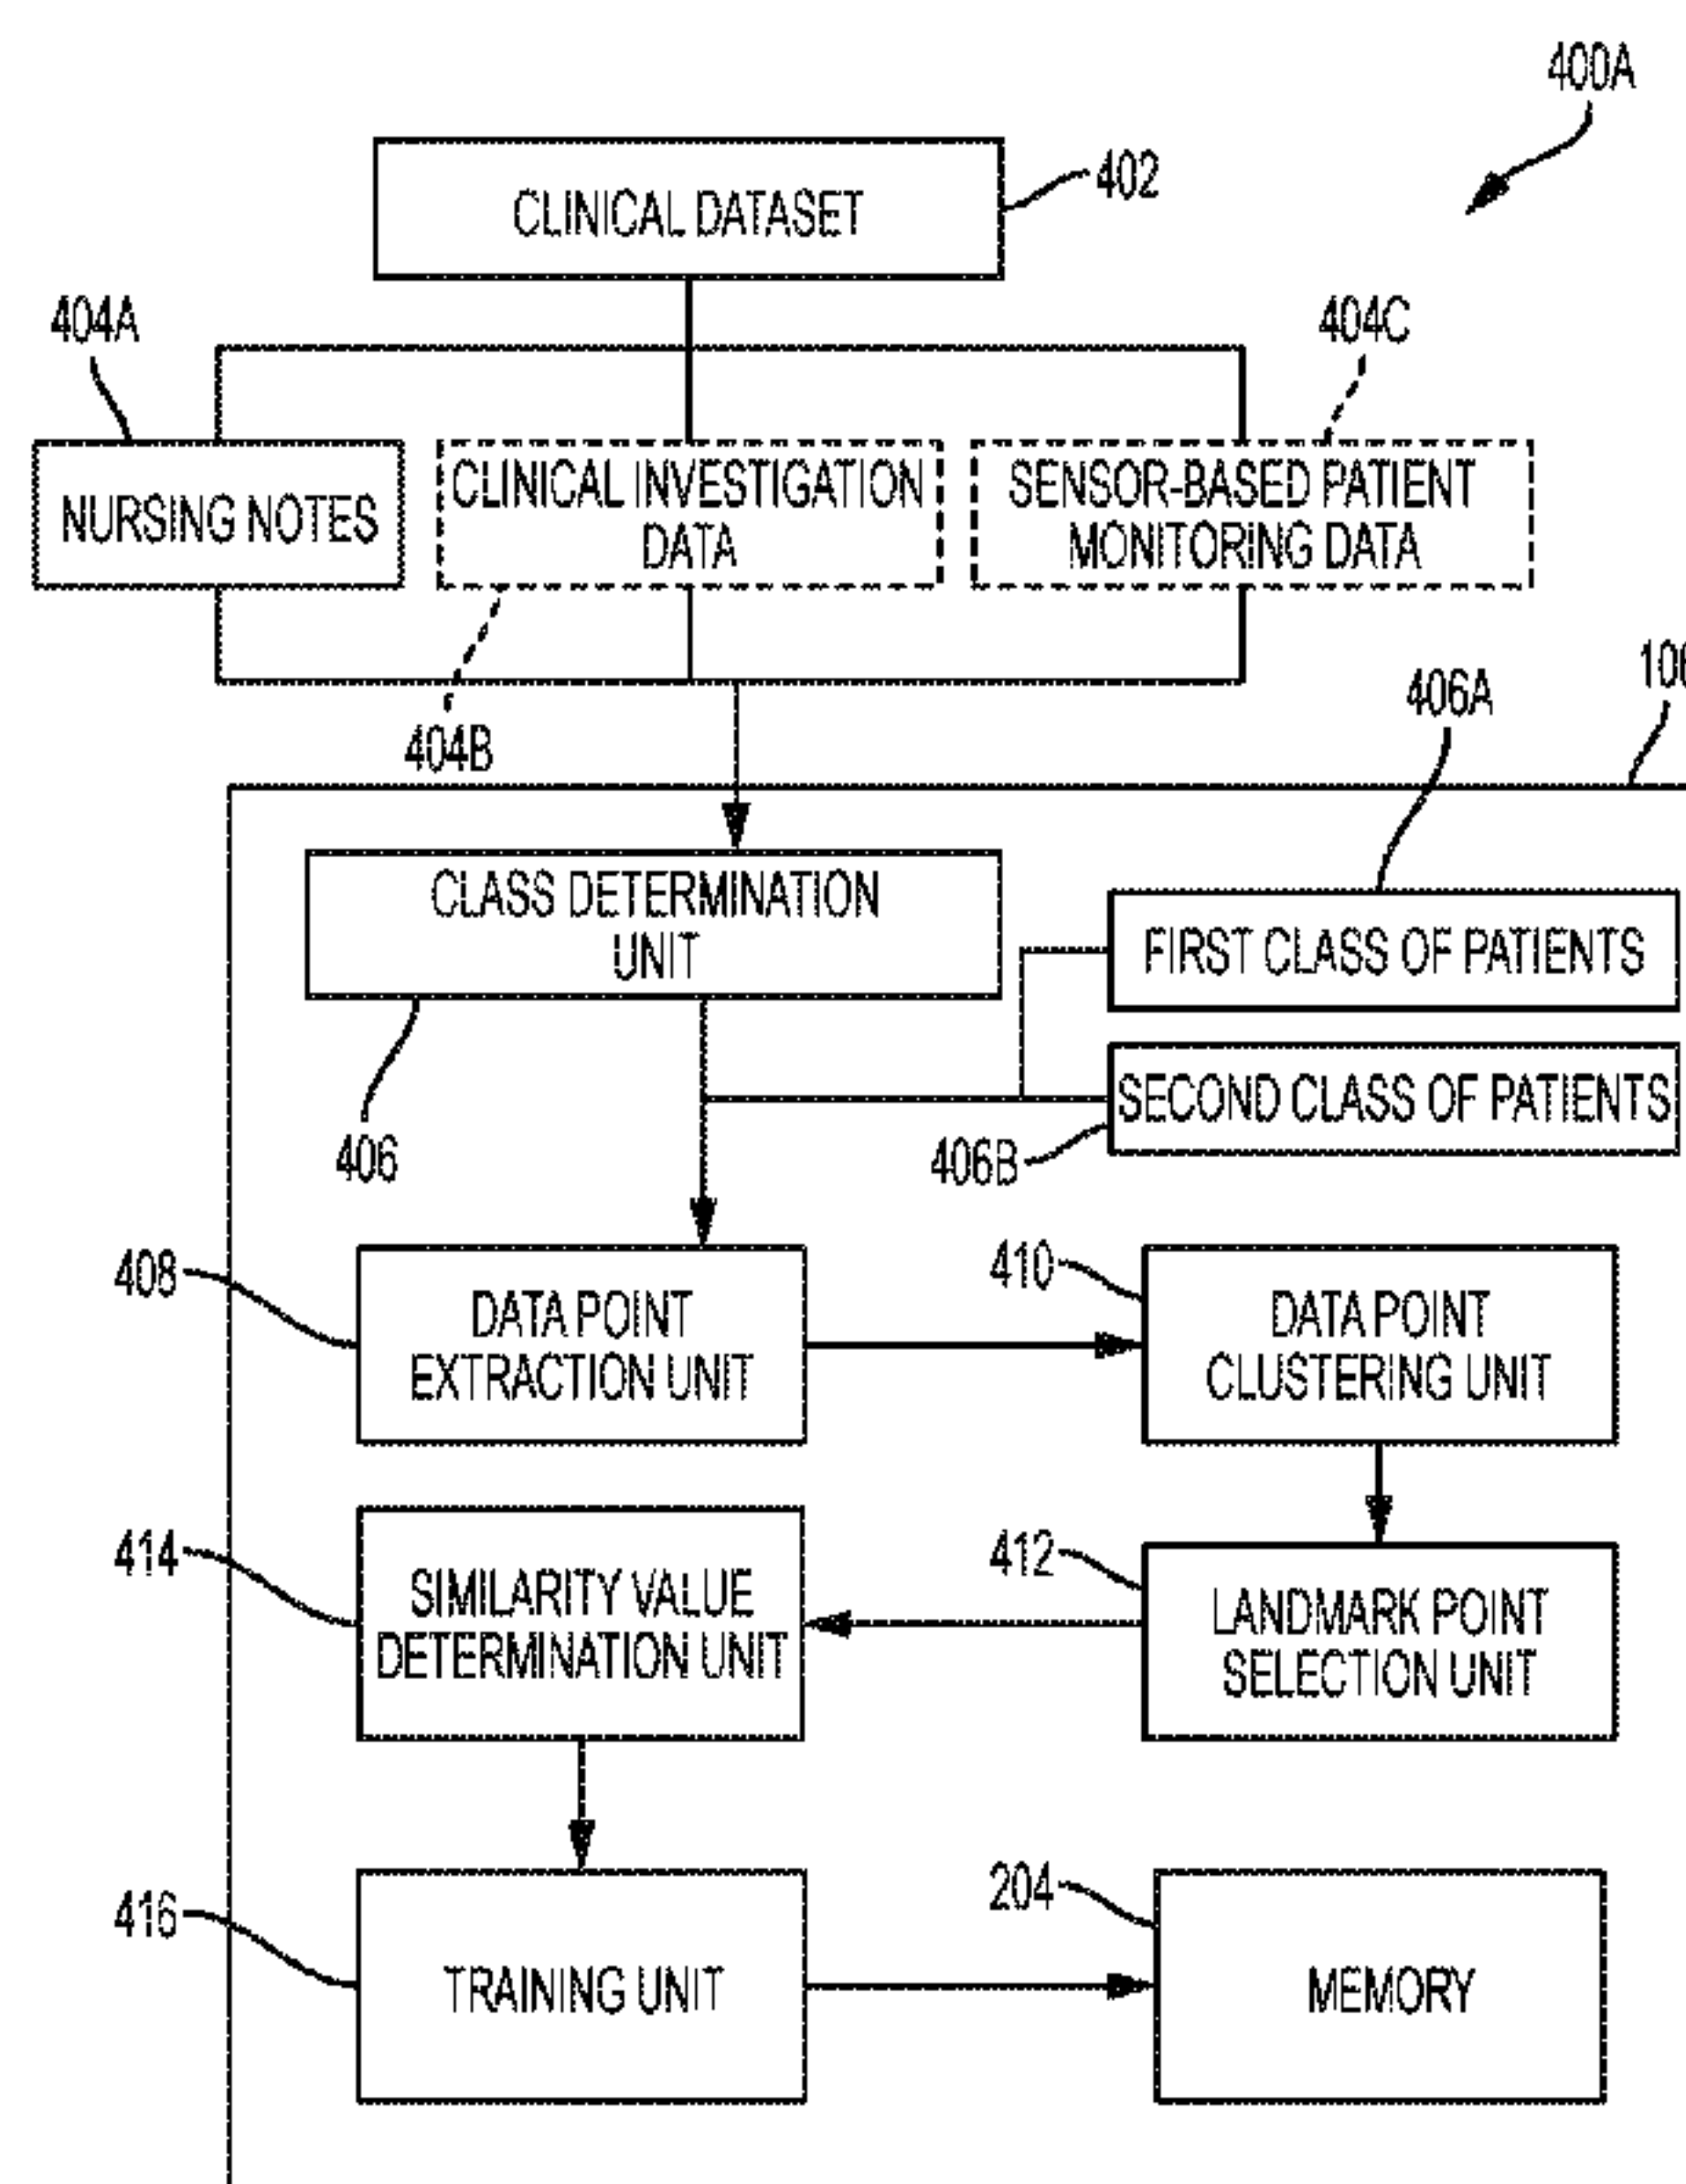 400A
CLINICAL DATASET
402
404A
404C
NURSING NOTES
CLINICAL INVESTIGATION
DATA
SENSOR-BASED PATIENT
MONITORING DATA
404B
406A
CLASS DETERMINATION
UNIT
FIRST CLASS OF PATIENTS
SECOND CLASS OF PATIENTS
406
406B
408
DATA POINT
EXTRACTION UNIT
410
DATA POINT
CLUSTERING UNIT
414
SIMILARITY VALUE
DETERMINATION UNIT
412
LANDMARK POINT
SELECTION UNIT
416
TRAINING UNIT
204
MEMORY